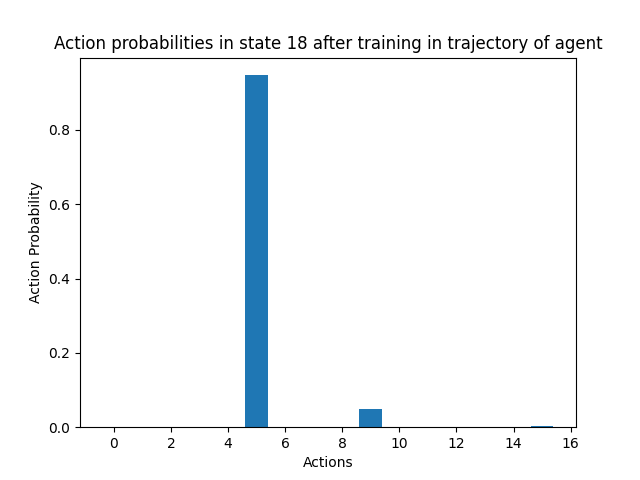 Action probabilities in state 18 after training in trajectory of agent
Action Probability
0.8
0.6
0.4
0.2
0.0
0 2 4 6 8 10 12 14 16
Actions